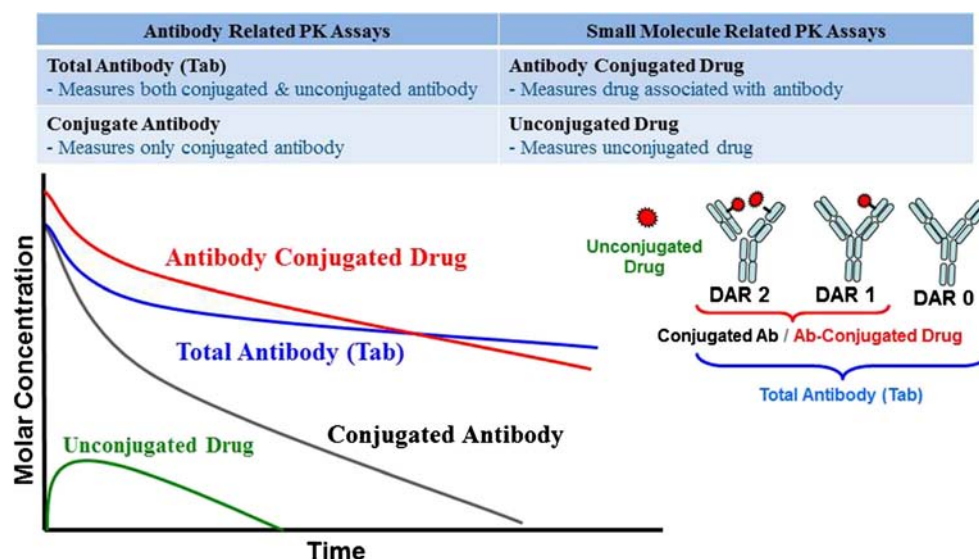 Antibody Related PK Assays
Small Molecule Related PK Assays
Total Antibody (Tab)
- Measures both conjugated & unconjugated antibody
Antibody Conjugated Drug
- Measures drug associated with antibody
Conjugate Antibody
- Measures only conjugated antibody
Unconjugated Drug
- Measures unconjugated drug
Molar Concentration
Antibody Conjugated Drug
Total Antibody (Tab)
Conjugated Antibody
Unconjugated Drug
Time
Unconjugated
Drug
DAR 2
DAR 1
DAR 0
Conjugated Ab / Ab-Conjugated Drug
Total Antibody (Tab)